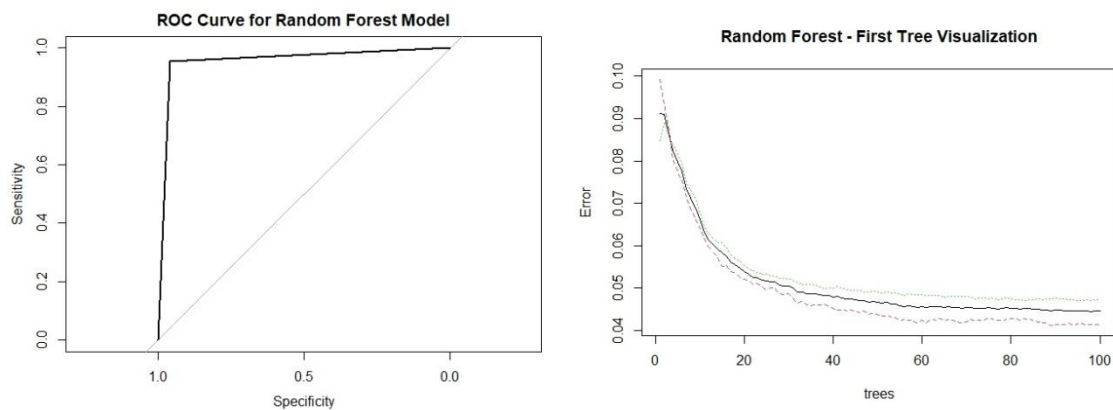 ROC Curve for Random Forest Model
1.0
0.8
0.6
0.4
0.2
0.0
Sensitivity
1.0 0.5 0.0
Specificity
Random Forest - First Tree Visualization
0.10
0.09
0.08
0.07
0.06
0.05
0.04
Error
0 20 40 60 80 100
trees